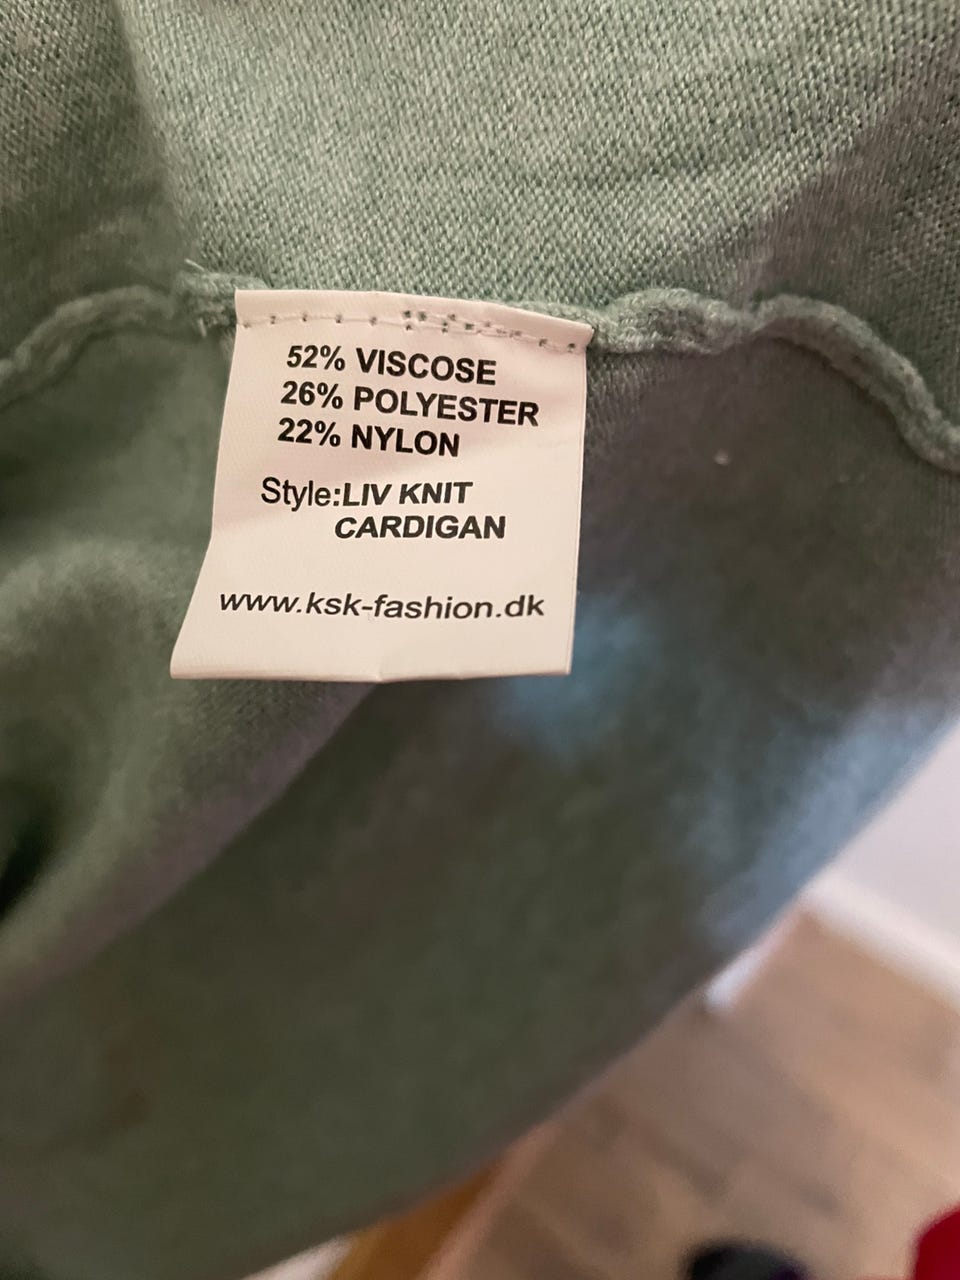 52% VISCOSE
26% POLYESTER
22% NYLON
Style:LIV KNIT
CARDIGAN
www.ksk-fashion.dk